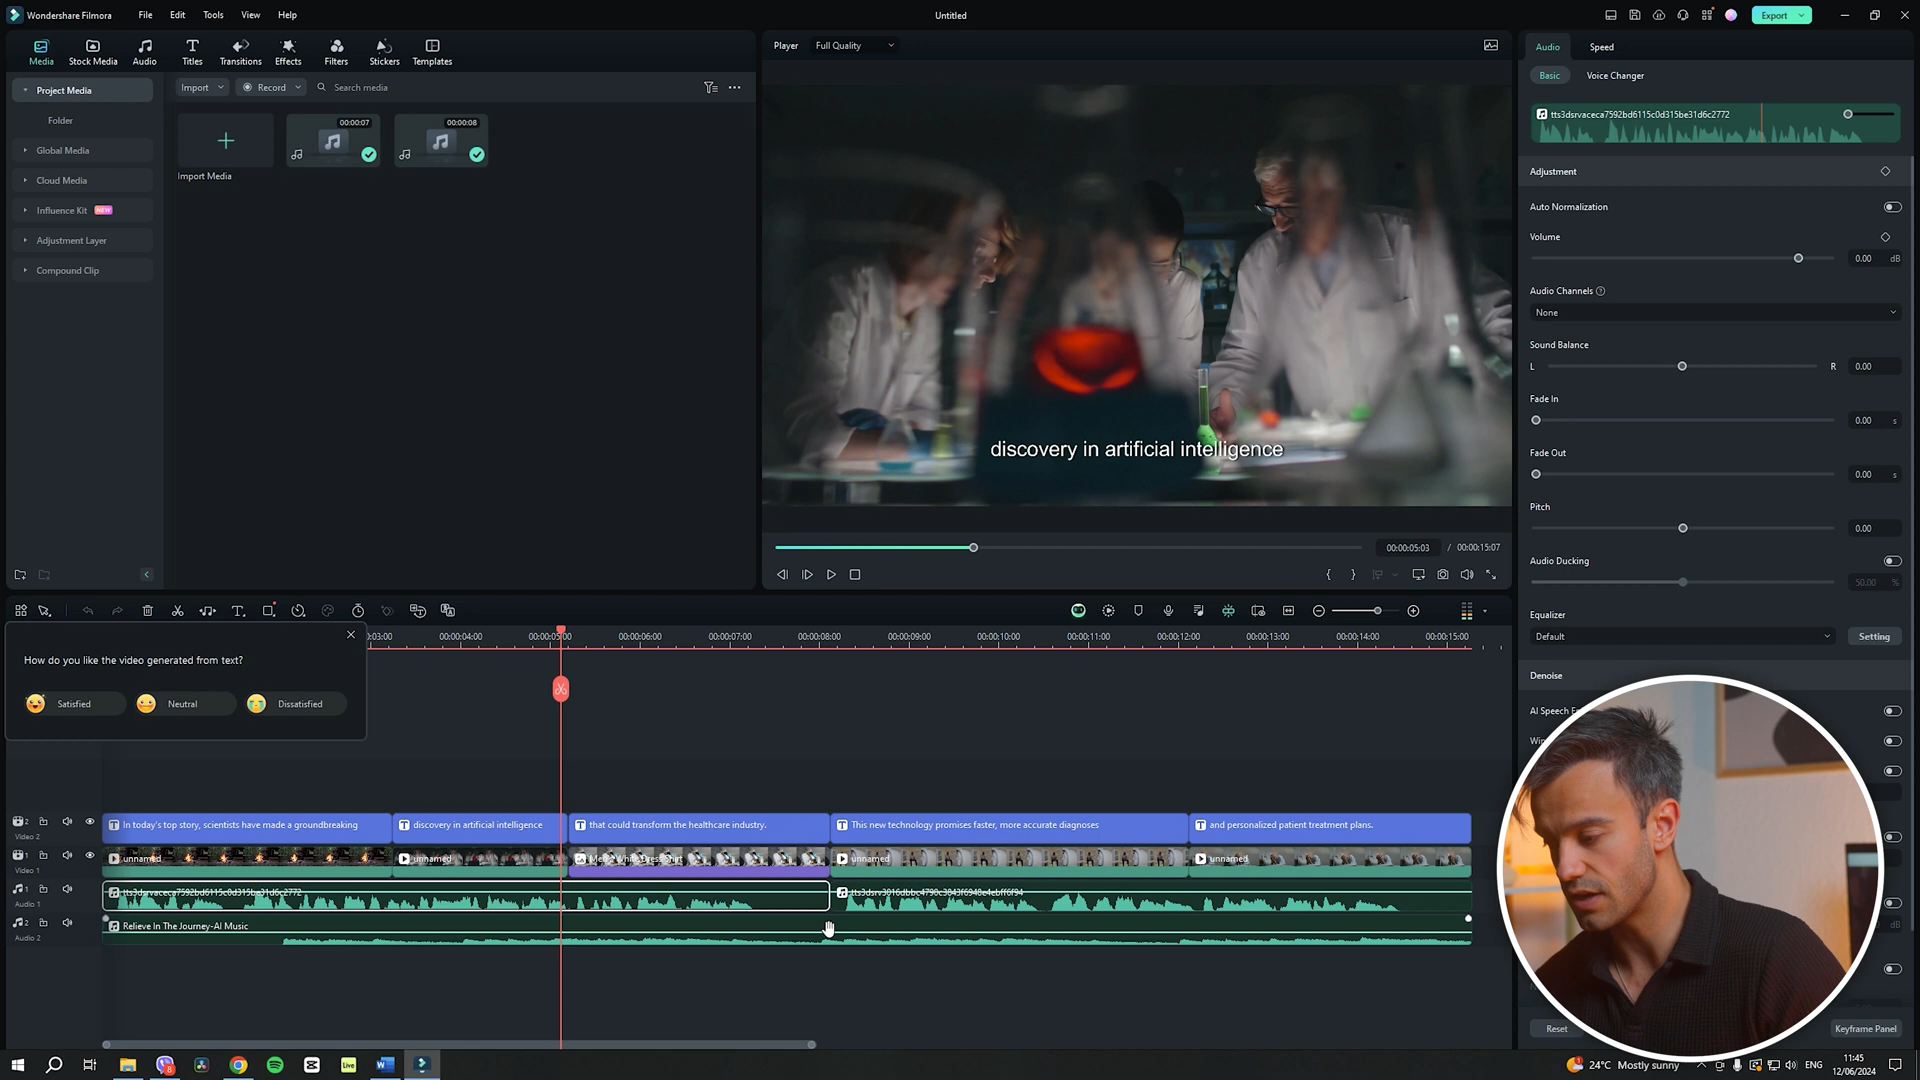 Wondershare Filmora File Edit Tools View Help
Untitled
Export
Media Stock Media Audio Titles Transitions Effects Filters Stickers Templates
Player Full Quality
Audio Speed
Basic Voice Changer
Project Media
Folder
Global Media
Cloud Media
Influence Kit NEW
Adjustment Layer
Compound Clip
Import Record Search media
00:00:07
00:00:08
Import Media
discovery in artificial intelligence
00:00:05:03 / 00:00:15:07
tts3dsrvaceca7592bd6115c0d315be31d6c2772
Adjustment
Auto Normalization
Volume
0.00 dB
Audio Channels
None
Sound Balance
L R 0.00
Fade In
0.00 s
Fade Out
0.00 s
Pitch
0.00
Audio Ducking
50.00 %
Equalizer
Default Setting
Denoise
AI Speech
Reset Keyframe Panel
How do you like the video generated from text?
Satisfied Neutral Dissatisfied
:03:00 00:00:04:00 00:00:05:00 00:00:06:00 00:00:07:00 00:00:08:00 00:00:09:00 00:00:10:00 00:00:11:00 00:00:12:00 00:00:13:00 00:00:14:00 00:00:15:00
2
Video 2
In today's top story, scientists have made a groundbreaking
discovery in artificial intelligence
that could transform the healthcare industry.
This new technology promises faster, more accurate diagnoses
and personalized patient treatment plans.
1
Video 1
unnamed
unnamed
unnamed
unnamed
1
Audio 1
tts3dsrvaceca7592bd6115c0d315be31d6c2772
2
Audio 2
Relieve In The Journey-AI Music
8
Live
24°C Mostly sunny
ENG
11:45
12/06/2024